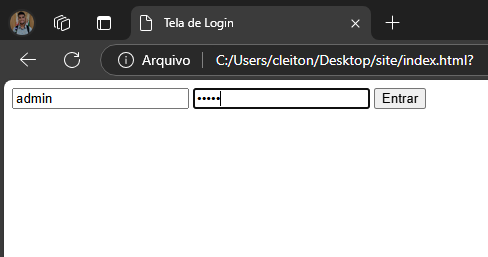 Tela de Login
Arquivo C:/Users/cleiton/Desktop/site/index.html?
admin ••••• Entrar